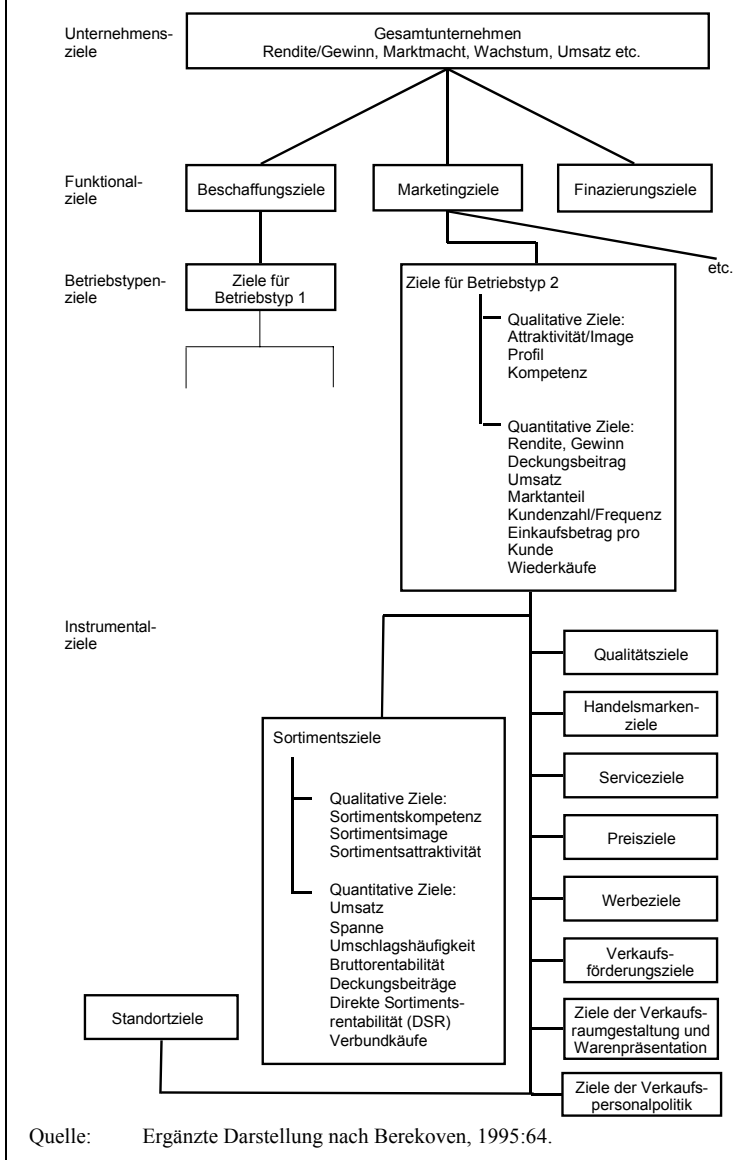 Unternehmens-
ziele
Gesamtunternehmen
Rendite/Gewinn, Marktmacht, Wachstum, Umsatz etc.
Funktional-
ziele
Beschaffungsziele
Marketingziele
Finazierungsziele
etc.
Betriebstypen-
ziele
Ziele für
Betriebstyp 1
Ziele für Betriebstyp 2
Qualitative Ziele:
Attraktivität/Image
Profil
Kompetenz
Quantitative Ziele:
Rendite, Gewinn
Deckungsbeitrag
Umsatz
Marktanteil
Kundenzahl/Frequenz
Einkaufsbetrag pro
Kunde
Wiederkäufe
Instrumental-
ziele
Sortimentsziele
Qualitative Ziele:
Sortimentskompetenz
Sortimentsimage
Sortimentsattraktivität
Quantitative Ziele:
Umsatz
Spanne
Umschlagshäufigkeit
Bruttorentabilität
Deckungsbeiträge
Direkte Sortiments-
rentabilität (DSR)
Verbundkäufe
Standortziele
Qualitätsziele
Handelsmarken-
ziele
Serviceziele
Preisziele
Werbeziele
Verkaufs-
förderungsziele
Ziele der Verkaufs-
raumgestaltung und
Warenpräsentation
Ziele der Verkaufs-
personalpolitik
Quelle: Ergänzte Darstellung nach Berekoven, 1995:64.